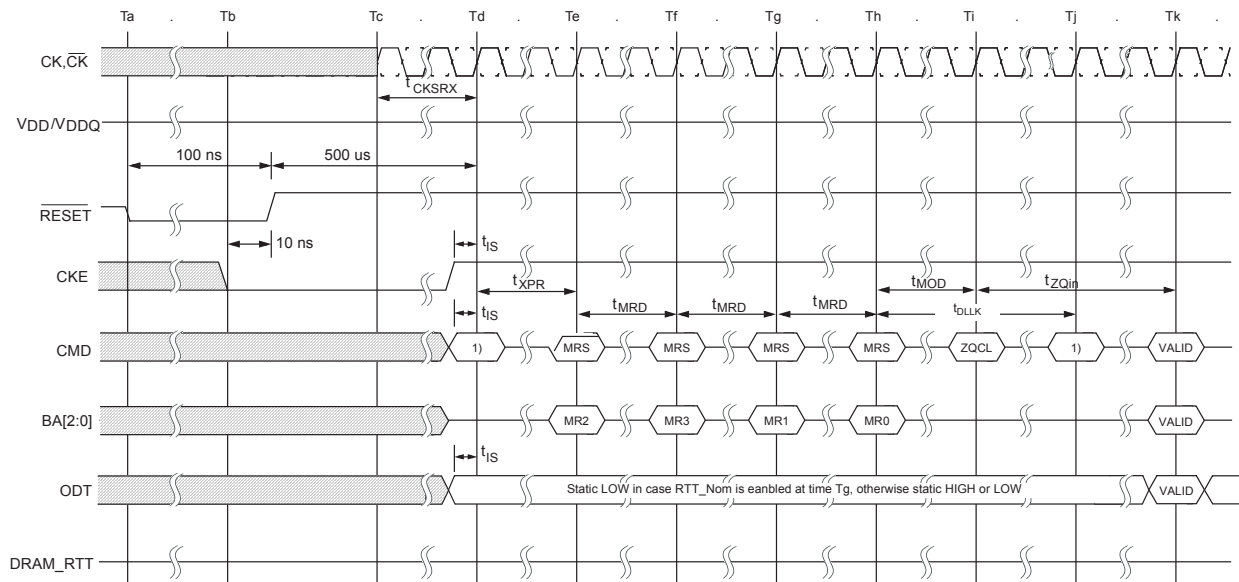 Ta . Tb . Tc . Td . Te . Tf . Tg . Th . Ti . Tj . Tk .
CK,CK
tCKSRX
VDD/VDDQ
100 ns 500 us
RESET
10 ns tIS
CKE
tXPR tMOD tZQin
tMRD tMRD tMRD tDLLK
tIS
CMD 1) MRS MRS MRS MRS ZQCL 1) VALID
BA[2:0] MR2 MR3 MR1 MR0 VALID
tIS
ODT Static LOW in case RTT_Nom is eanbled at time Tg, otherwise static HIGH or LOW VALID
DRAM_RTT